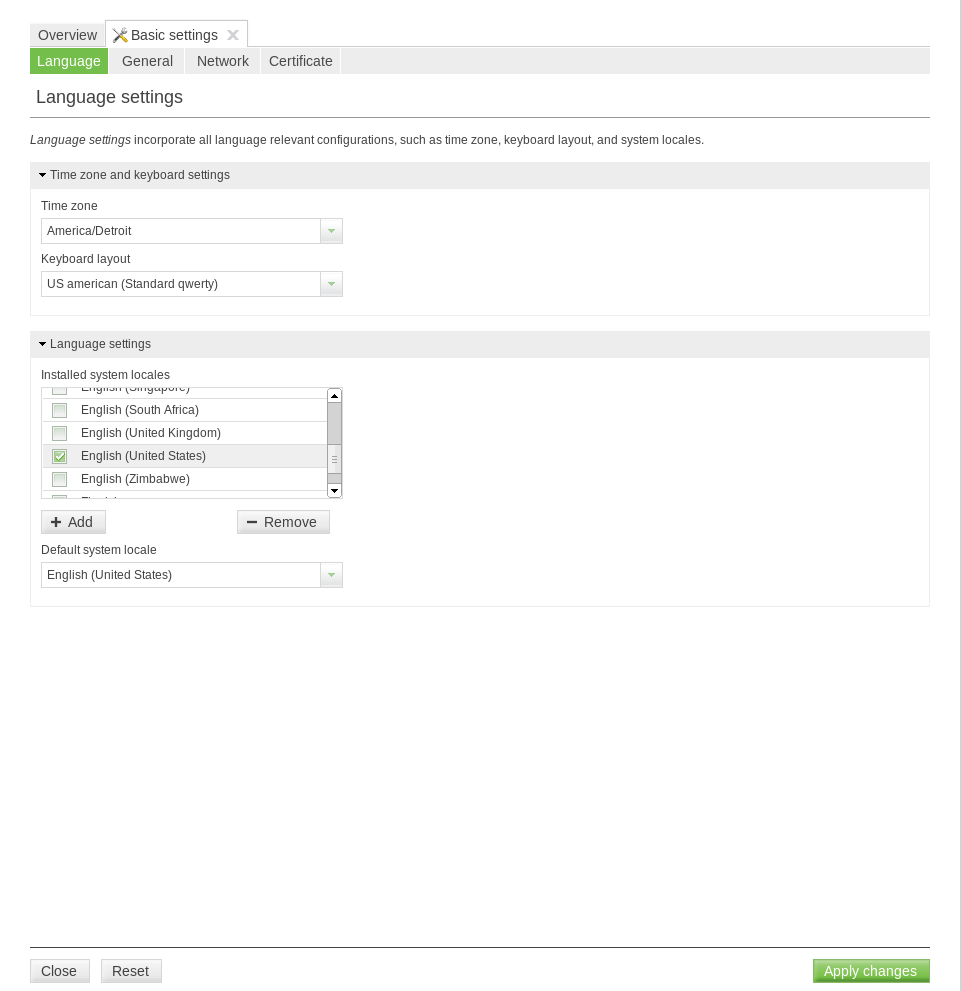 Overview Basic settings
Language General Network Certificate
Language settings
Language settings incorporate all language relevant configurations, such as time zone, keyboard layout, and system locales.
Time zone and keyboard settings
Time zone
America/Detroit
Keyboard layout
US american (Standard qwerty)
Language settings
Installed system locales
English (Singapore)
English (South Africa)
English (United Kingdom)
English (United States)
English (Zimbabwe)
Add Remove
Default system locale
English (United States)
Close Reset Apply changes